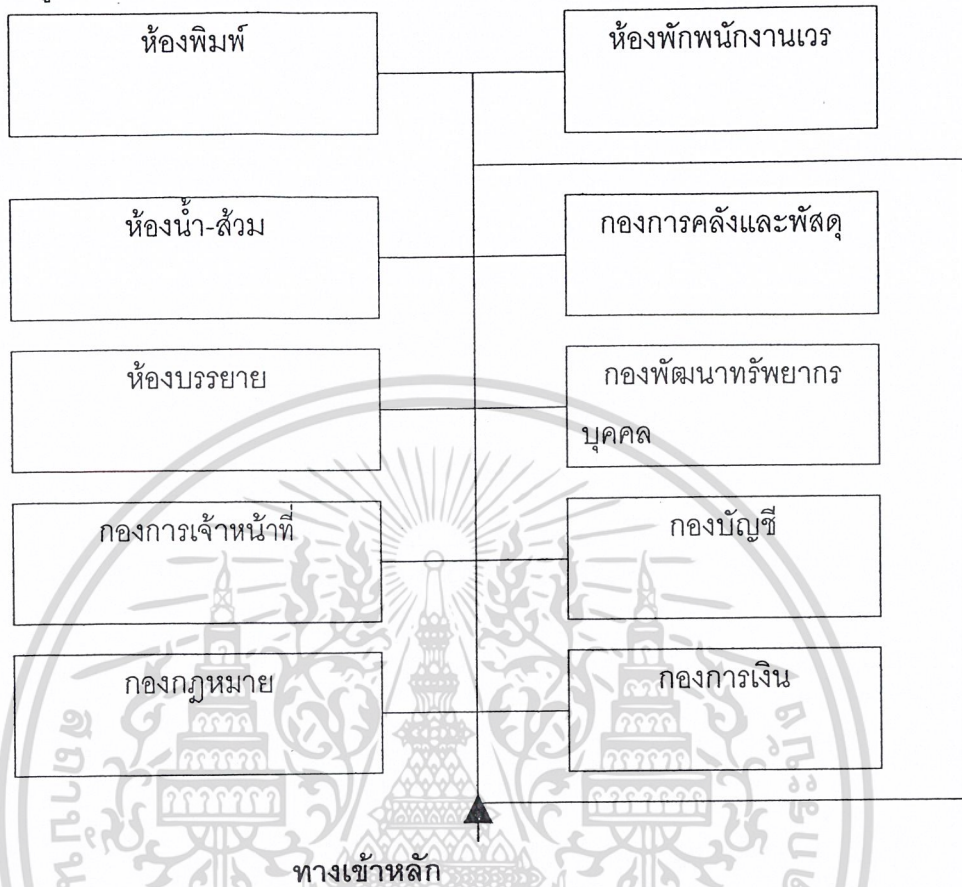 ห้องพิมพ์
ห้องพักพนักงานเวร
ห้องน้ำ-ส้วม
กองการคลังและพัสดุ
ห้องบรรยาย
กองพัฒนาทรัพยากร
บุคคล
กองการเจ้าหน้าที่
กองบัญชี
กองกฎหมาย
กองการเงิน
ทางเข้าหลัก